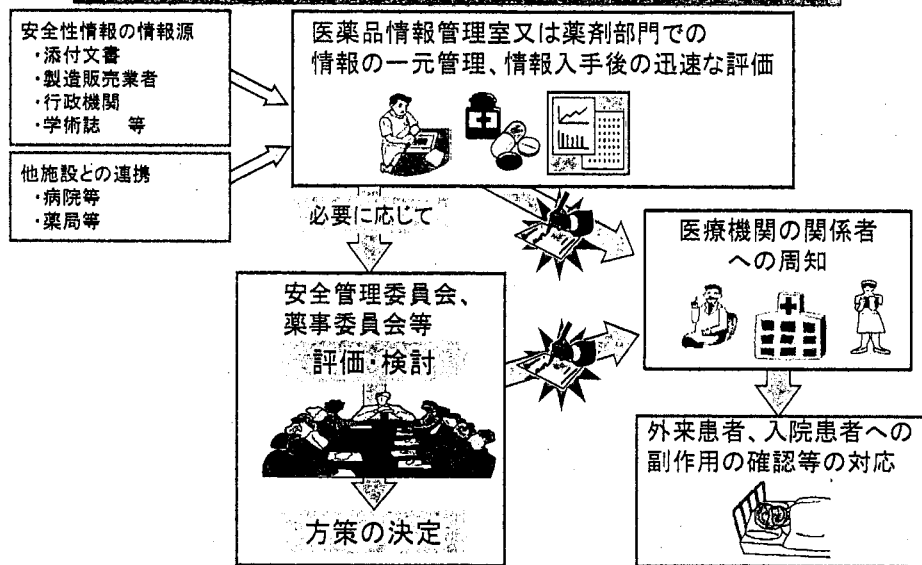 安全性情報の情報源
・添付文書
・製造販売業者
・行政機関
・学術誌　等
他施設との連携
・病院等
・薬局等
医薬品情報管理室又は薬剤部門での
情報の一元管理、情報入手後の迅速な評価
必要に応じて
安全管理委員会、
薬事委員会等
評価・検討
方策の決定
医療機関の関係者
への周知
外来患者、入院患者への
副作用の確認等の対応